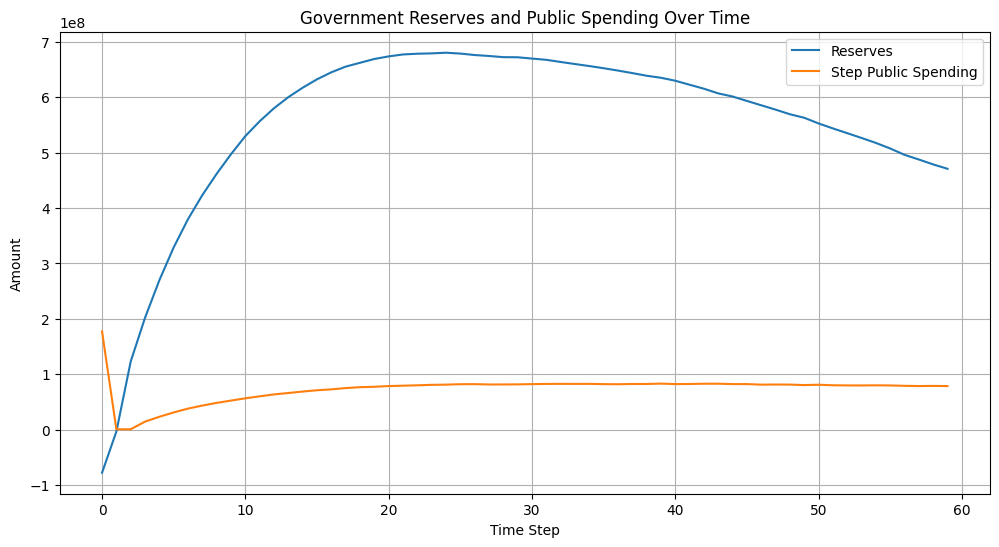 Government Reserves and Public Spending Over Time
1e8
7
6
5
4
3
2
1
0
−1
Amount
0 10 20 30 40 50 60
Time Step
Reserves
Step Public Spending